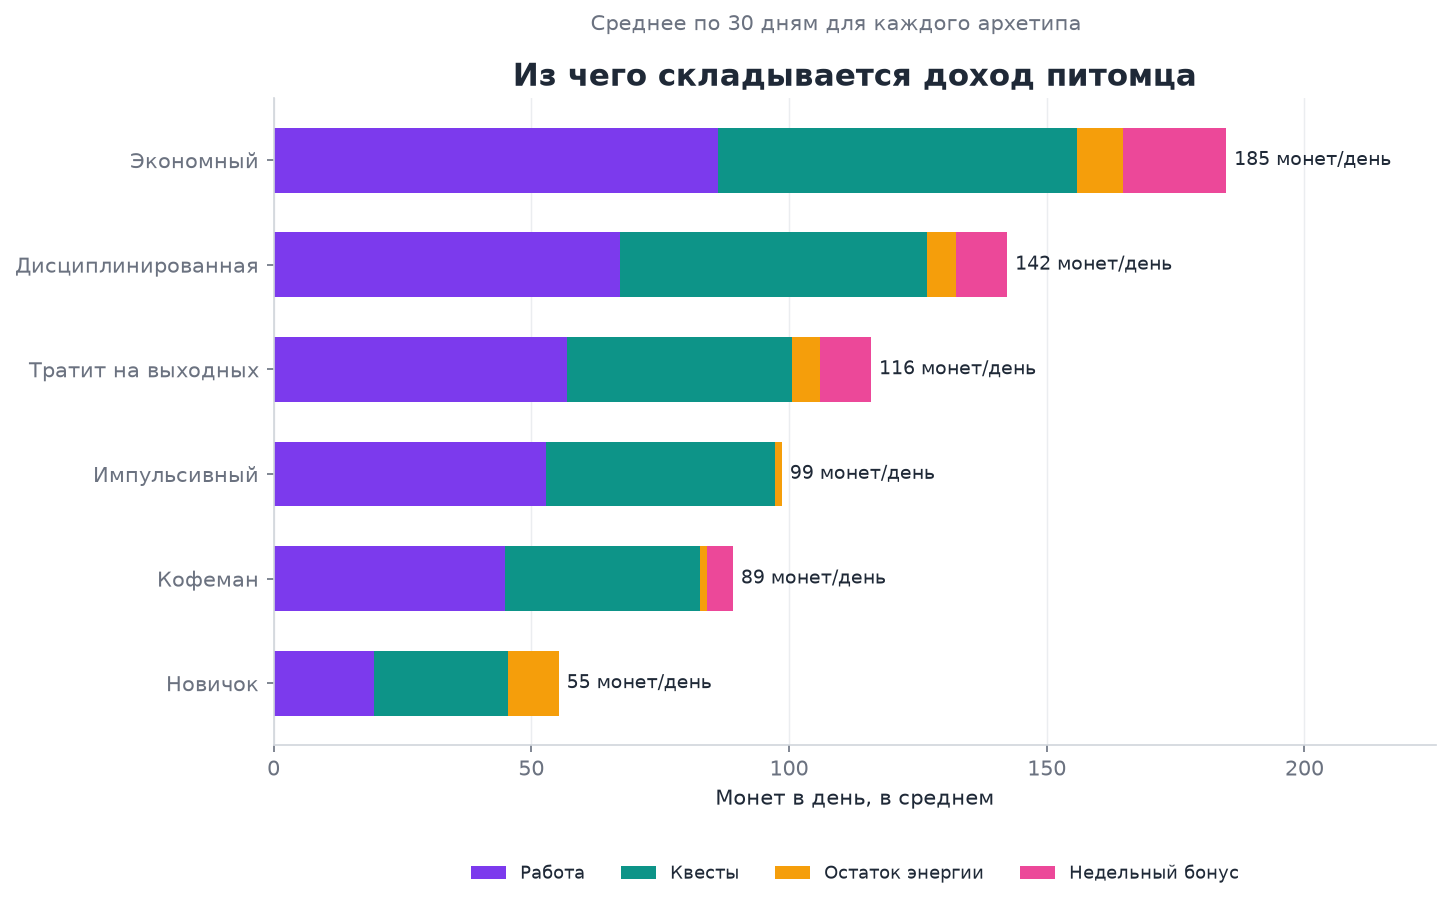 Среднее по 30 дням для каждого архетипа
Из чего складывается доход питомца
Экономный
185 монет/день
Дисциплинированная
142 монет/день
Тратит на выходных
116 монет/день
Импульсивный
99 монет/день
Кофеман
89 монет/день
Новичок
55 монет/день
0 50 100 150 200
Монет в день, в среднем
Работа Квесты Остаток энергии Недельный бонус